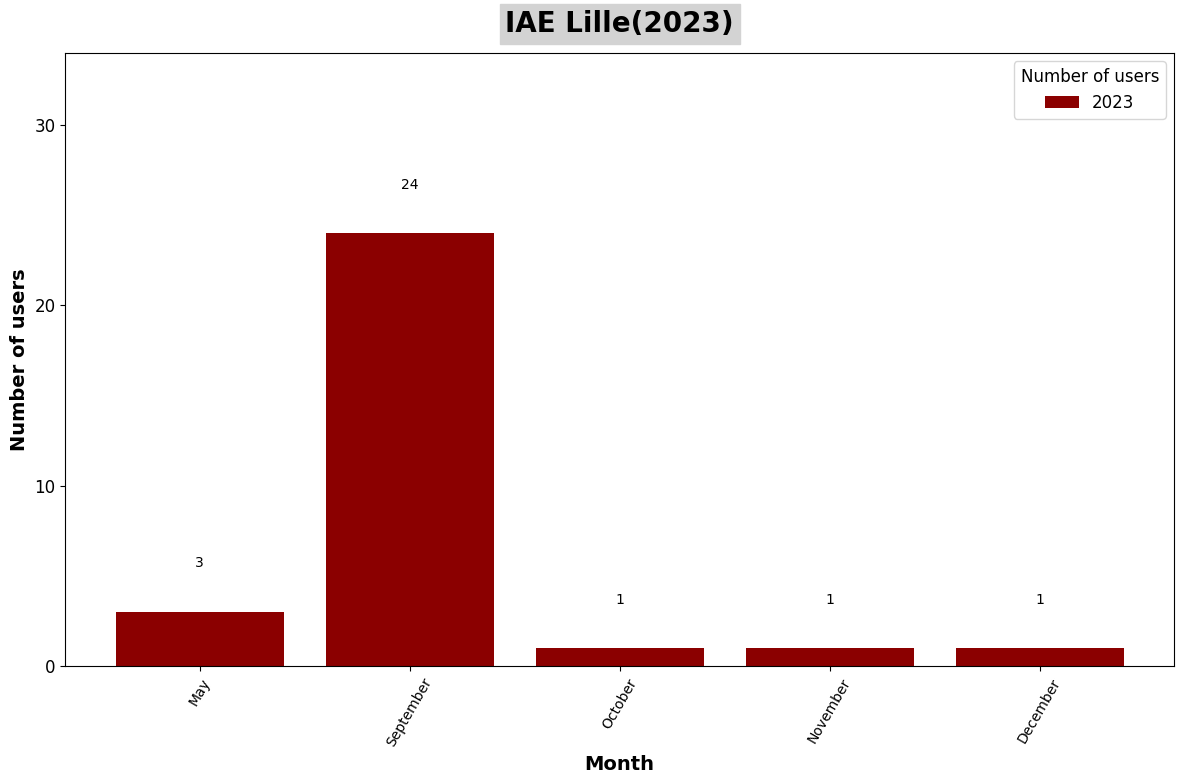 IAE Lille(2023)
Number of users
2023
Number of users
30
20
10
0
3
24
1
1
1
May
September
October
November
December
Month